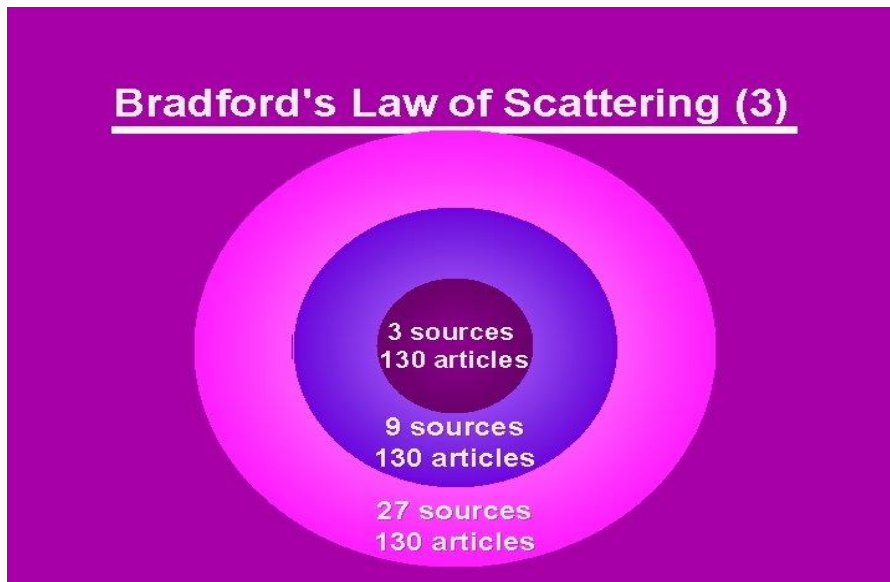 Bradford's Law of Scattering (3)
3 sources
130 articles
9 sources
130 articles
27 sources
130 articles